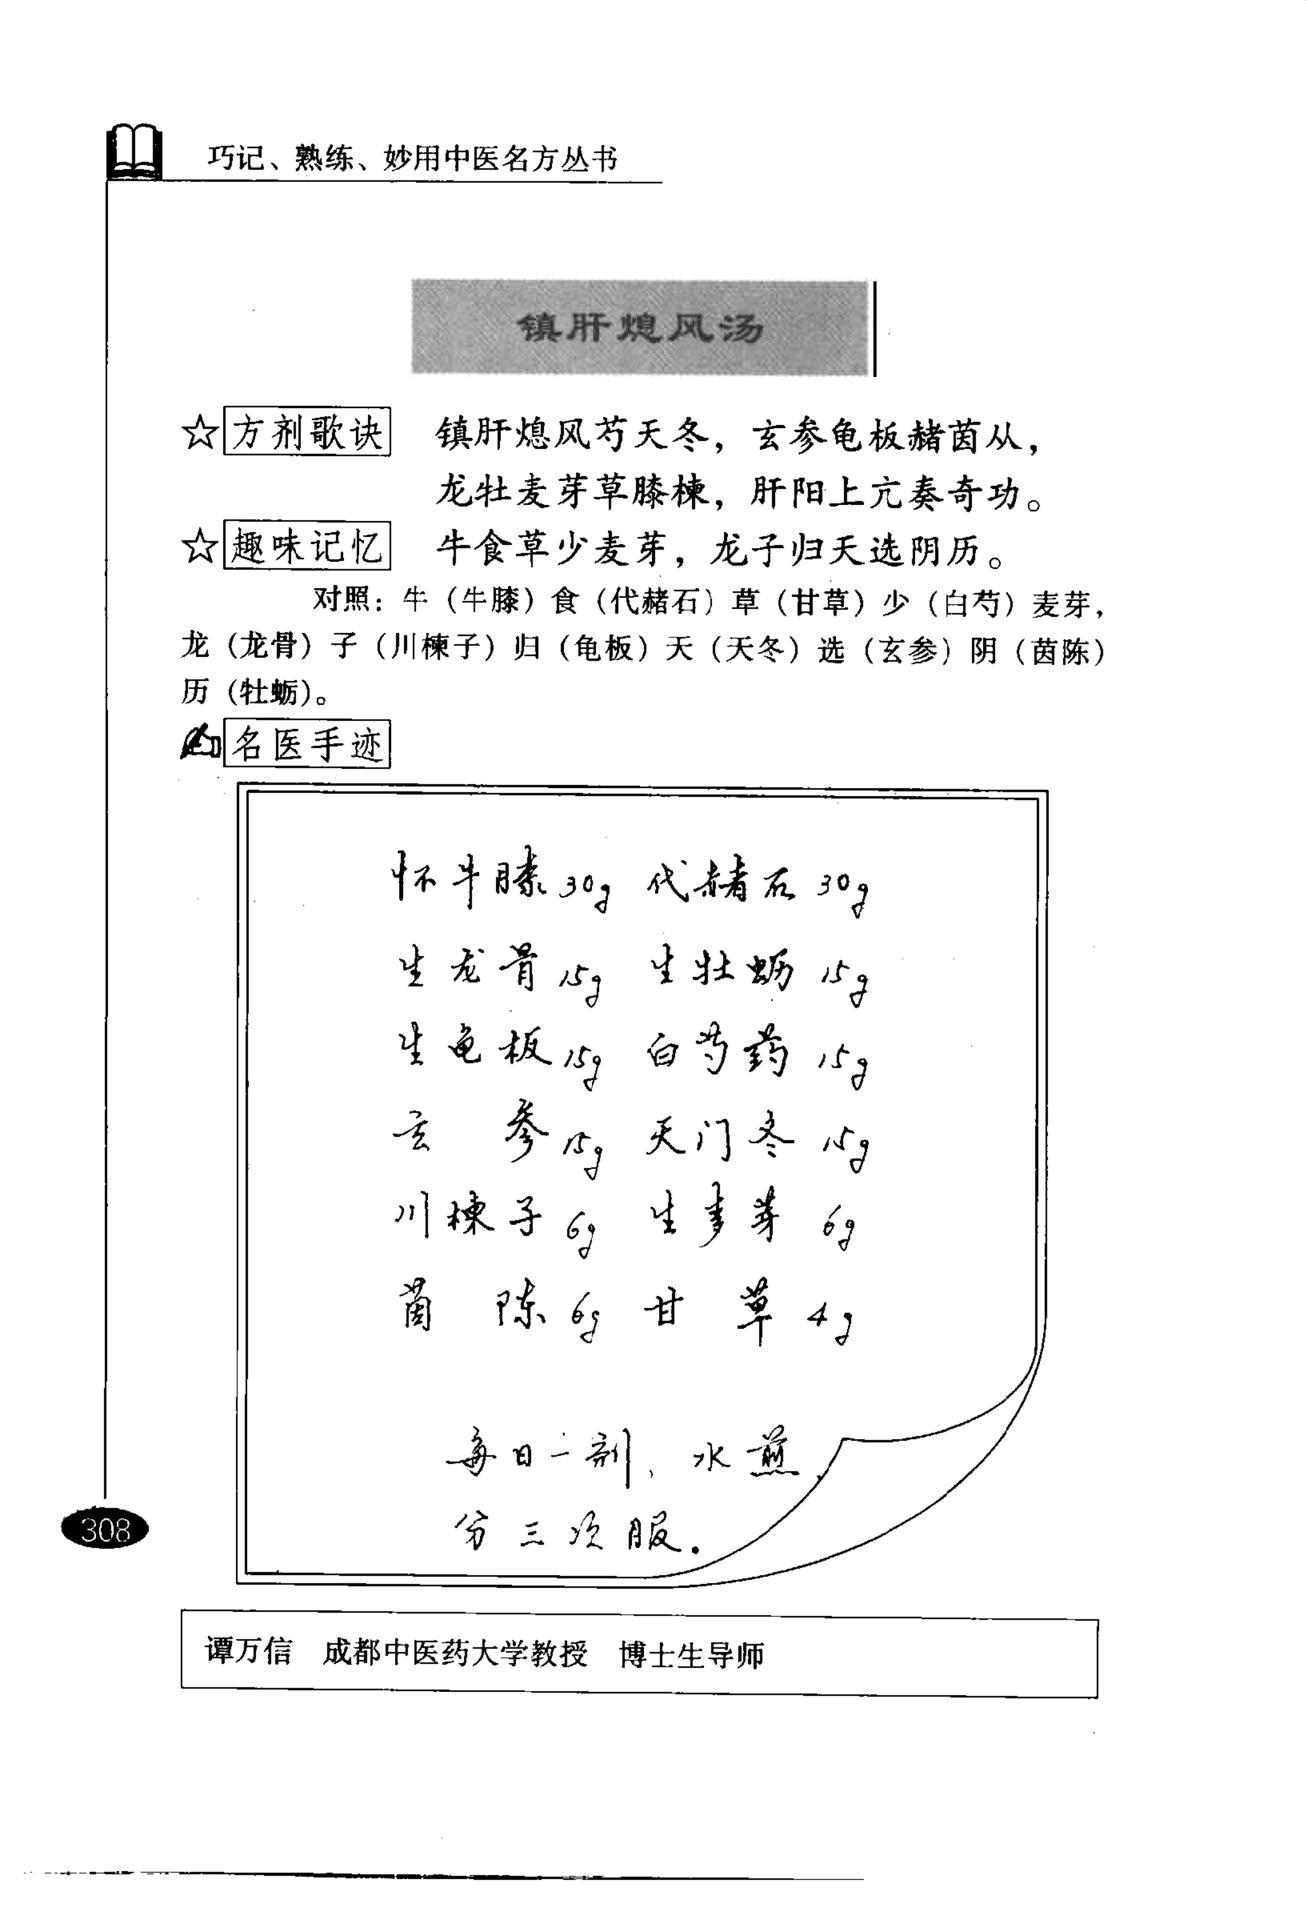 巧记、熟练、妙用中医名方丛书
镇肝熄风汤
☆方剂歌诀 镇肝熄风芍天冬，玄参龟板赭茵从，
龙牡麦芽草膝楝，肝阳上亢奏奇功。
☆趣味记忆 牛食草少麦芽，龙子归天选阴历。
对照：牛（牛膝）食（代赭石）草（甘草）少（白芍）麦芽，
龙（龙骨）子（川楝子）归（龟板）天（天冬）选（玄参）阴（茵陈）
历（牡蛎）。
名医手迹
怀牛膝30g 代赭石30g
生龙骨15g 生牡蛎15g
生龟板15g 白芍药15g
玄参15g 天门冬15g
川楝子6g 生麦芽6g
茵陈6g 甘草4g
每日一剂，水煎，
分三次服.
308
谭万信 成都中医药大学教授 博士生导师